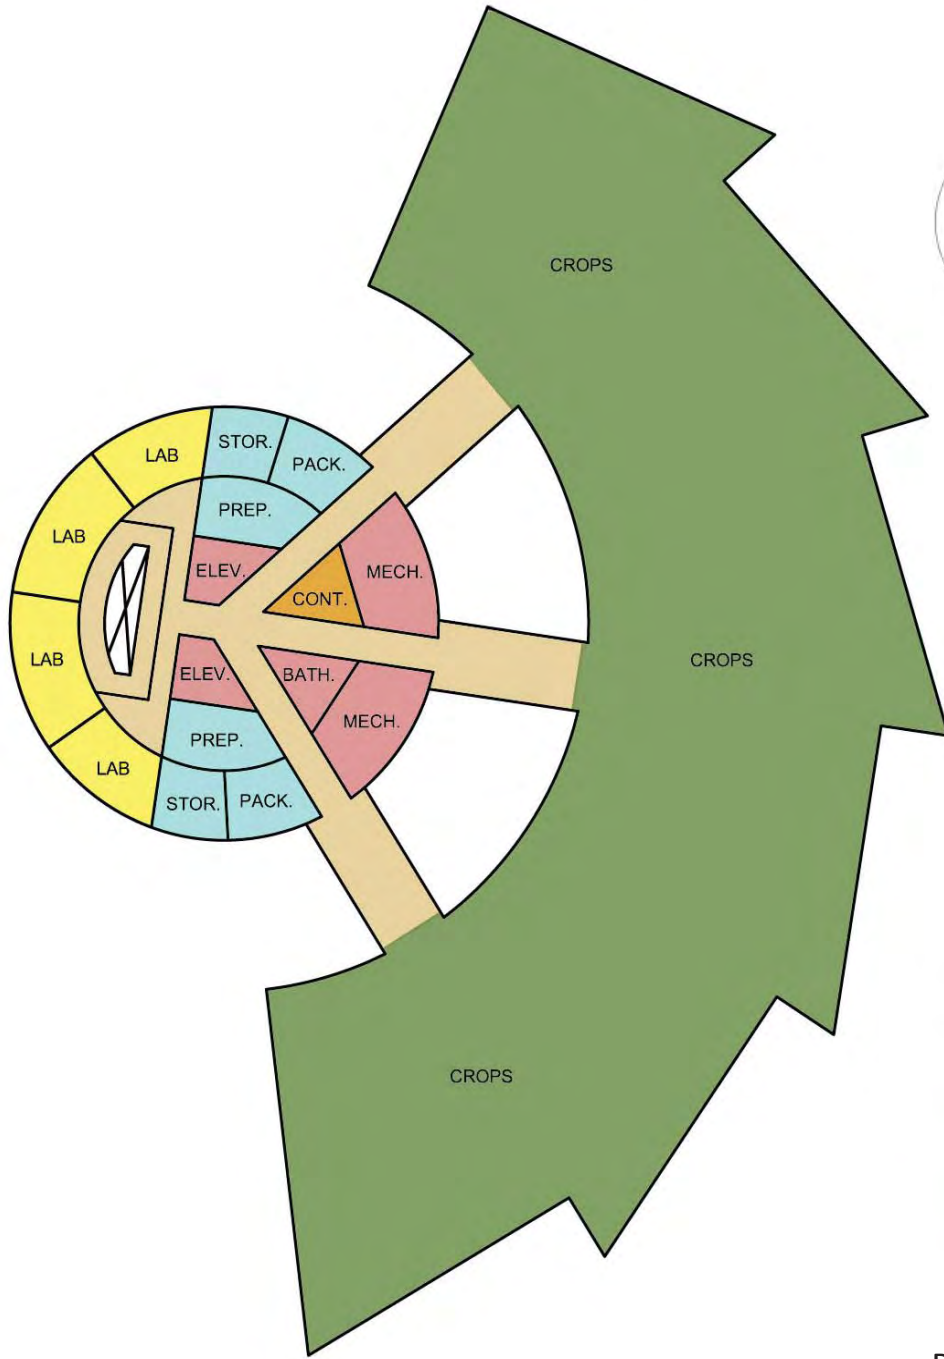 CROPS
STOR.
LAB
PACK.
PREP.
LAB
ELEV.
MECH.
CONT.
LAB
CROPS
ELEV.
BATH.
MECH.
PREP.
LAB
STOR.
PACK.
CROPS